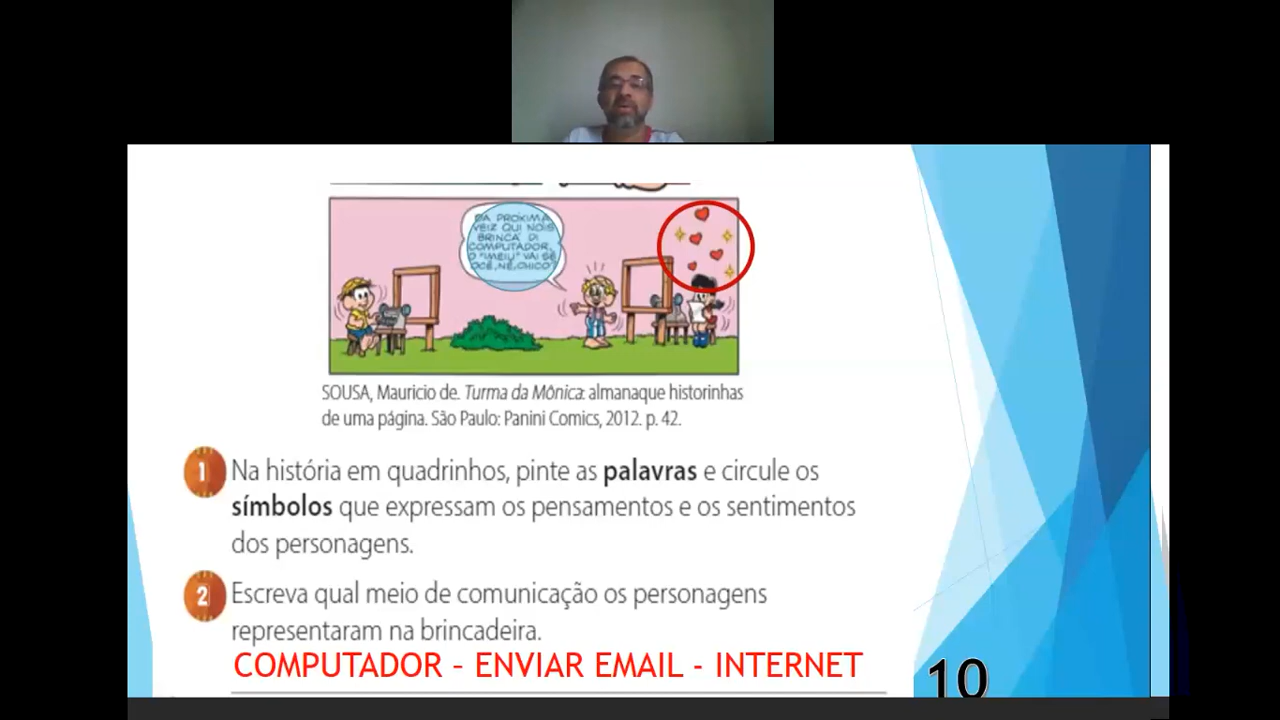 DA PRÓXIMA
VEIZ QUI NÓIS
BRINCÁ DI
COMPUTADOR,
O "IMEIU" VAI SÊ
OCÊ, NÉ, CHICO?
SOUSA, Mauricio de. Turma da Mônica: almanaque historinhas
de uma página. São Paulo: Panini Comics, 2012. p. 42.
1 Na história em quadrinhos, pinte as palavras e circule os
símbolos que expressam os pensamentos e os sentimentos
dos personagens.
2 Escreva qual meio de comunicação os personagens
representaram na brincadeira.
COMPUTADOR – ENVIAR EMAIL - INTERNET
10